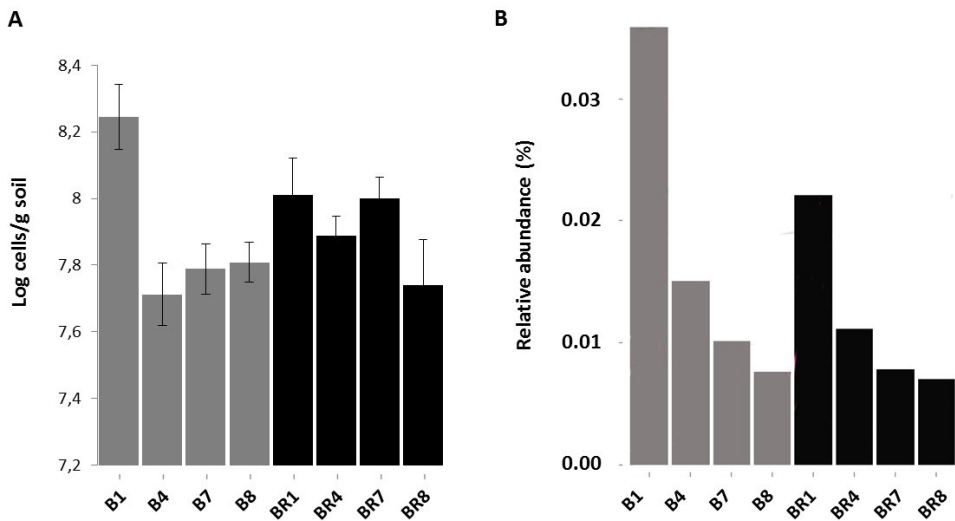 A
8,4
8,2
8
7,8
7,6
7,4
7,2
Log cells/g soil
B1
B4
B7
B8
BR1
BR4
BR7
BR8
B
0.03
0.02
0.01
0.00
Relative abundance (%)
B1
B4
B7
B8
BR1
BR4
BR7
BR8